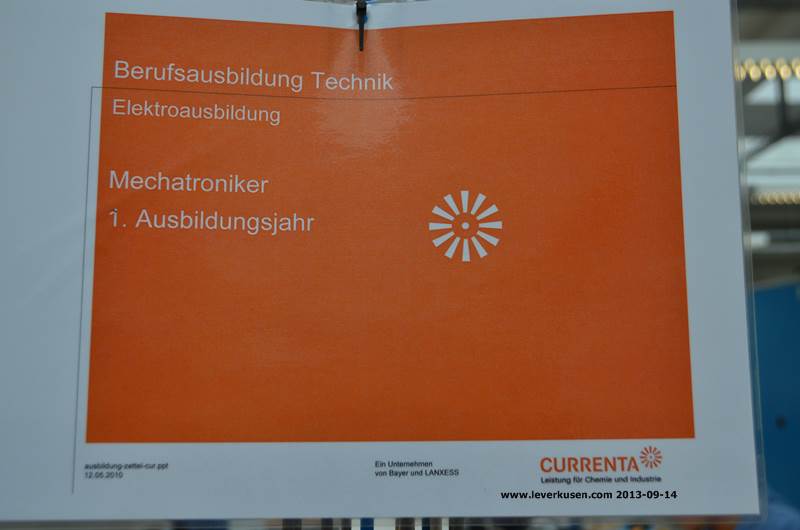 Berufsausbildung Technik
Elektroausbildung
Mechatroniker
1. Ausbildungsjahr
ausbildung-zettel-cur.ppt
12.05.2010
Ein Unternehmen
von Bayer und LANXESS
CURRENTA
Leistung für Chemie und Industrie
www.leverkusen.com 2013-09-14